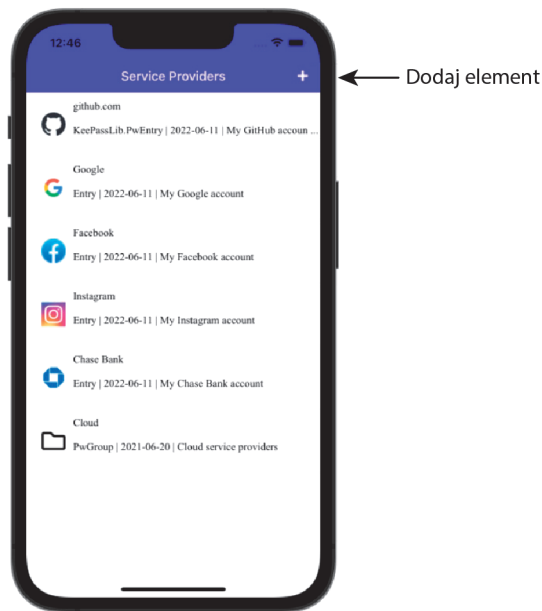 12:46
Service Providers +
Dodaj element
github.com
KeePassLib.PwEntry | 2022-06-11 | My GitHub accoun ...
Google
Entry | 2022-06-11 | My Google account
Facebook
Entry | 2022-06-11 | My Facebook account
Instagram
Entry | 2022-06-11 | My Instagram account
Chase Bank
Entry | 2022-06-11 | My Chase Bank account
Cloud
PwGroup | 2021-06-20 | Cloud service providers